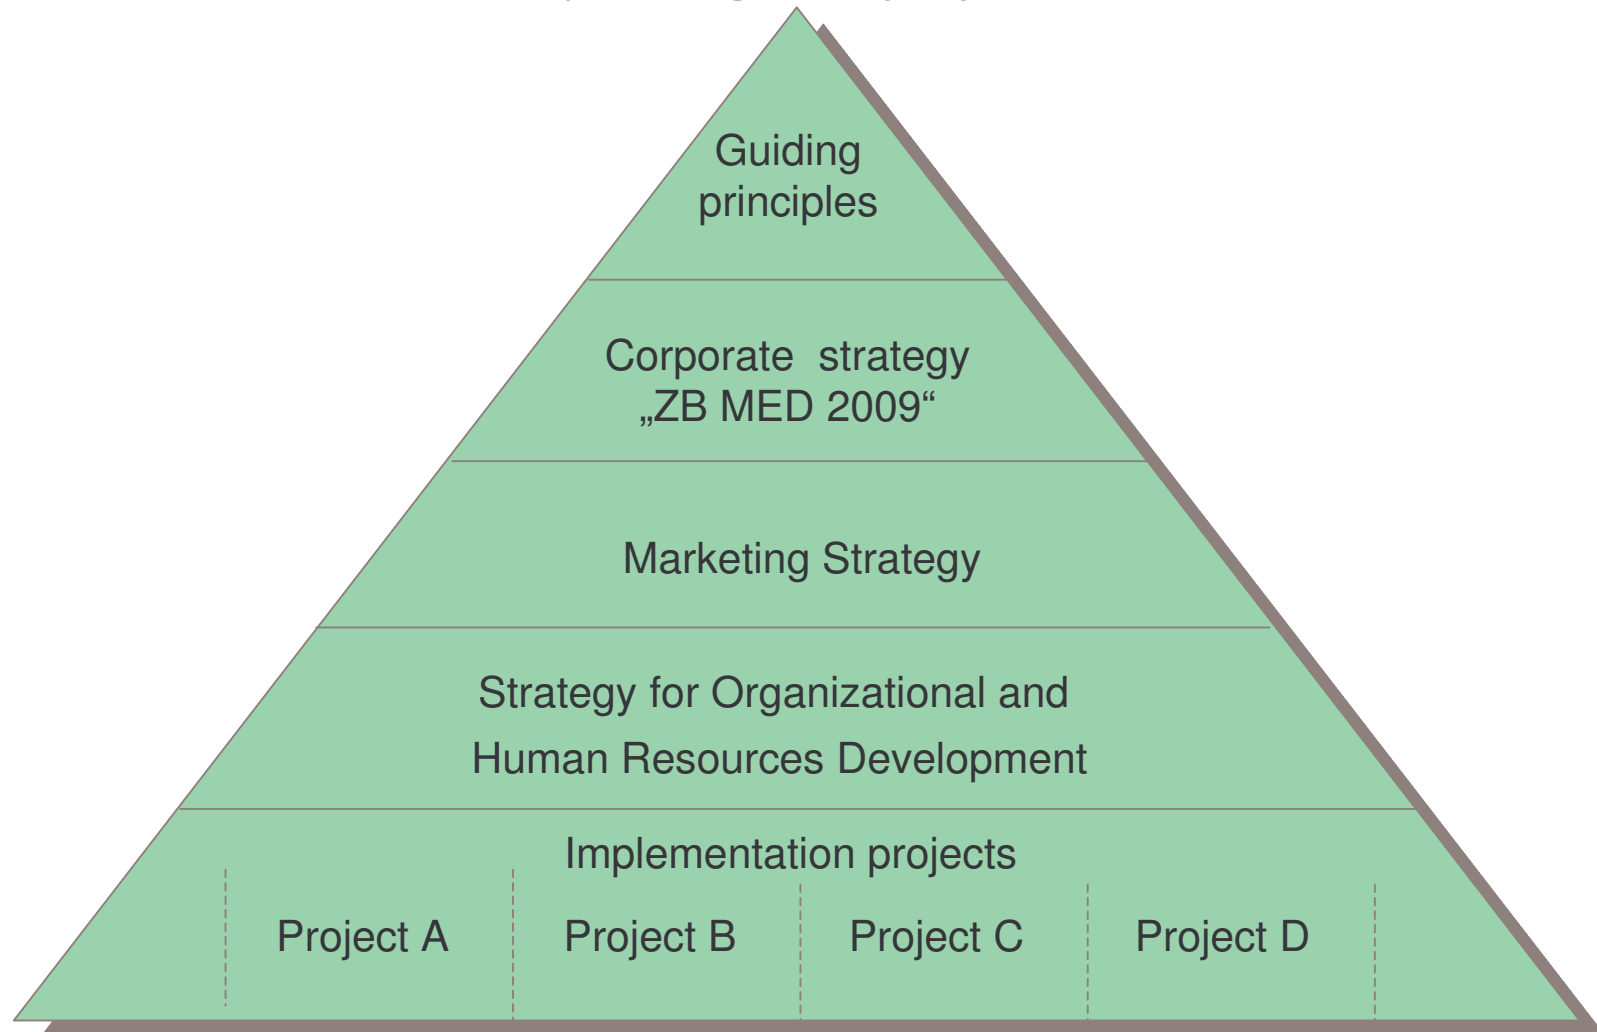 Guiding
principles
Corporate strategy
„ZB MED 2009“
Marketing Strategy
Strategy for Organizational and
Human Resources Development
Implementation projects
Project A Project B Project C Project D